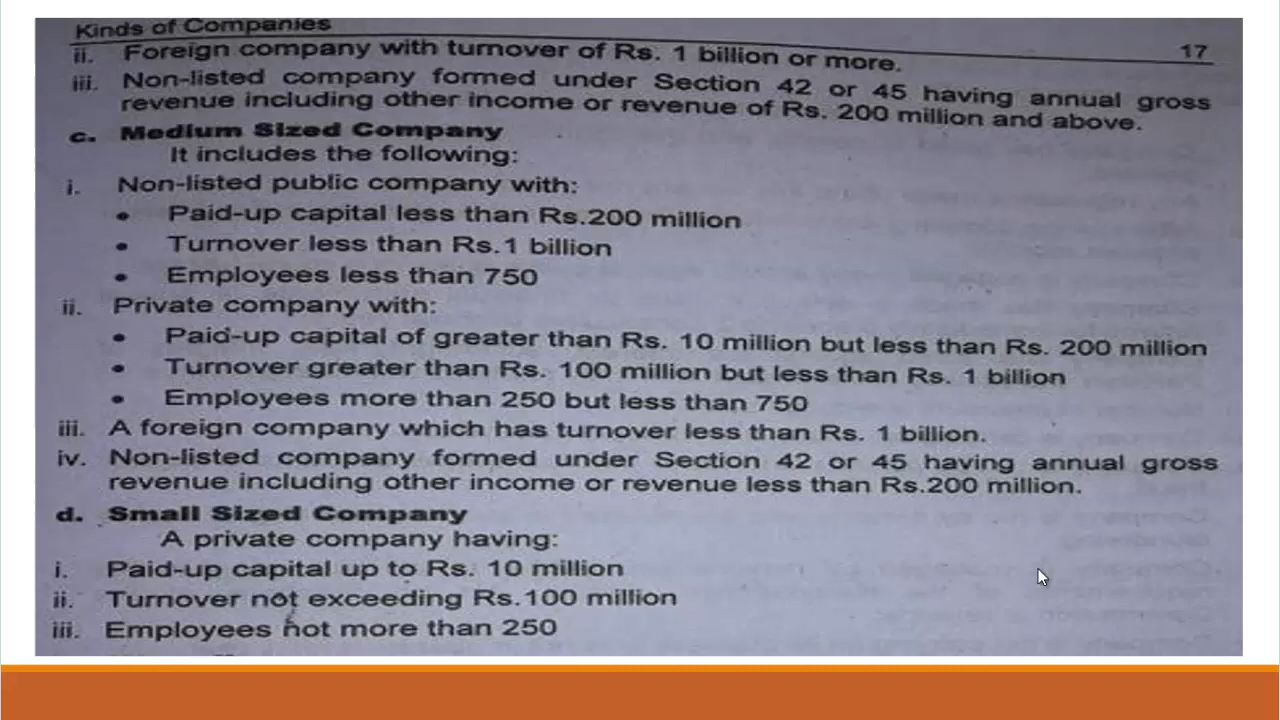 Kinds of Companies
17
ii. Foreign company with turnover of Rs. 1 billion or more.
iii. Non-listed company formed under Section 42 or 45 having annual gross
revenue including other income or revenue of Rs. 200 million and above.
c. Medium Sized Company
It includes the following:
i. Non-listed public company with:
• Paid-up capital less than Rs.200 million
• Turnover less than Rs.1 billion
• Employees less than 750
ii. Private company with:
• Paid-up capital of greater than Rs. 10 million but less than Rs. 200 million
• Turnover greater than Rs. 100 million but less than Rs. 1 billion
• Employees more than 250 but less than 750
iii. A foreign company which has turnover less than Rs. 1 billion.
iv. Non-listed company formed under Section 42 or 45 having annual gross
revenue including other income or revenue less than Rs.200 million.
d. Small Sized Company
A private company having:
i. Paid-up capital up to Rs. 10 million
ii. Turnover not exceeding Rs.100 million
iii. Employees not more than 250